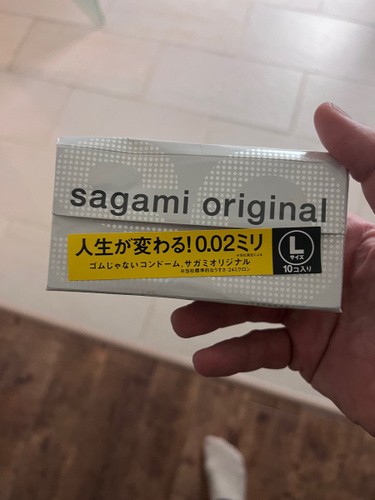 sagami original
人生が変わる!0.02ミリ
ゴムじゃないコンドーム、サガミオリジナル
L
サイズ
10コ入り